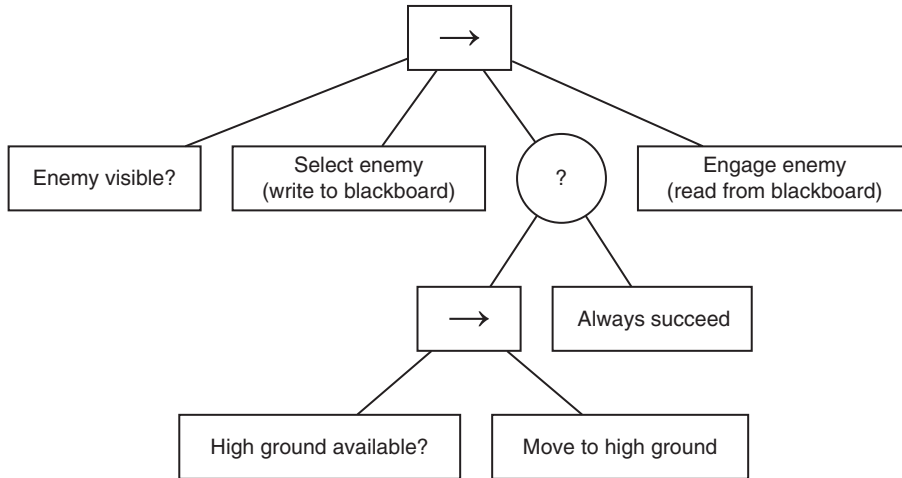 →
Enemy visible?
Select enemy
(write to blackboard)
?
Engage enemy
(read from blackboard)
→
Always succeed
High ground available?
Move to high ground